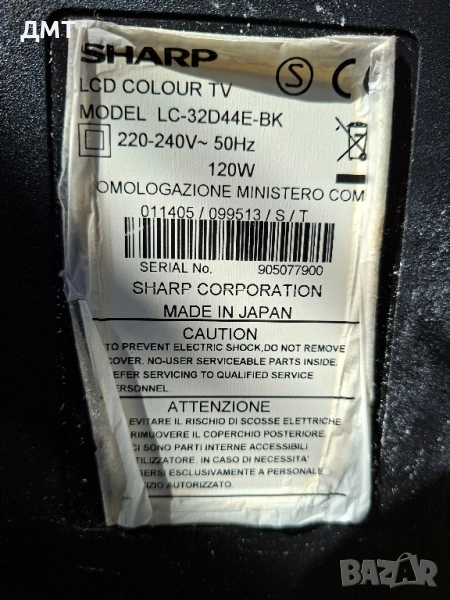 ДМТ
SHARP
LCD COLOUR TV
MODEL LC-32D44E-BK
220-240V~ 50Hz
120W
OMOLOGAZIONE MINISTERO COM
011405 / 099513 / S / T
SERIAL No. 905077900
SHARP CORPORATION
MADE IN JAPAN
CAUTION
TO PREVENT ELECTRIC SHOCK,DO NOT REMOVE
COVER. NO-USER SERVICEABLE PARTS INSIDE.
REFER SERVICING TO QUALIFIED SERVICE
PERSONNEL.
ATTENZIONE
EVITARE IL RISCHIO DI SCOSSE ELETTRICHE
RIMUOVERE IL COPERCHIO POSTERIORE.
CI SONO PARTI INTERNE ACCESSIBILI
UTILIZZATORE. IN CASO DI NECESSITA'
ERSI ESCLUSIVAMENTE A PERSONALE
IZIO AUTORIZZATO.
BAZAR